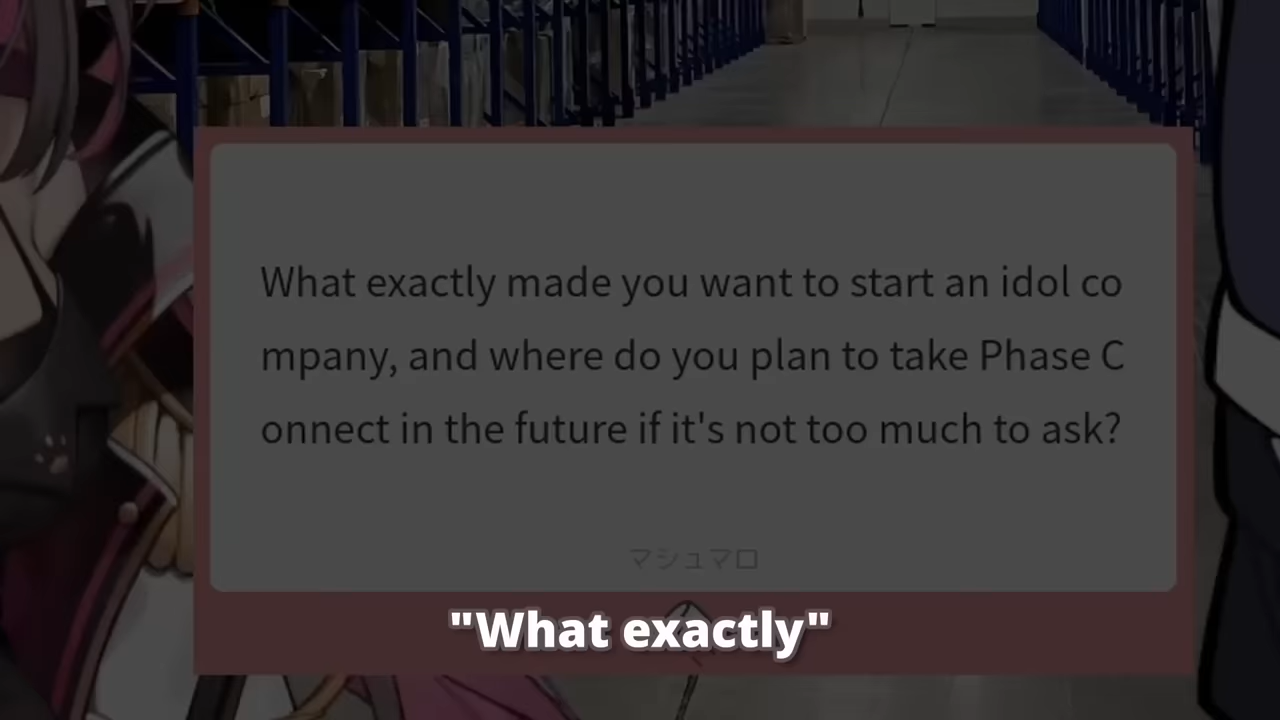 What exactly made you want to start an idol co
mpany, and where do you plan to take Phase C
onnect in the future if it's not too much to ask?
マシュマロ
"What exactly"